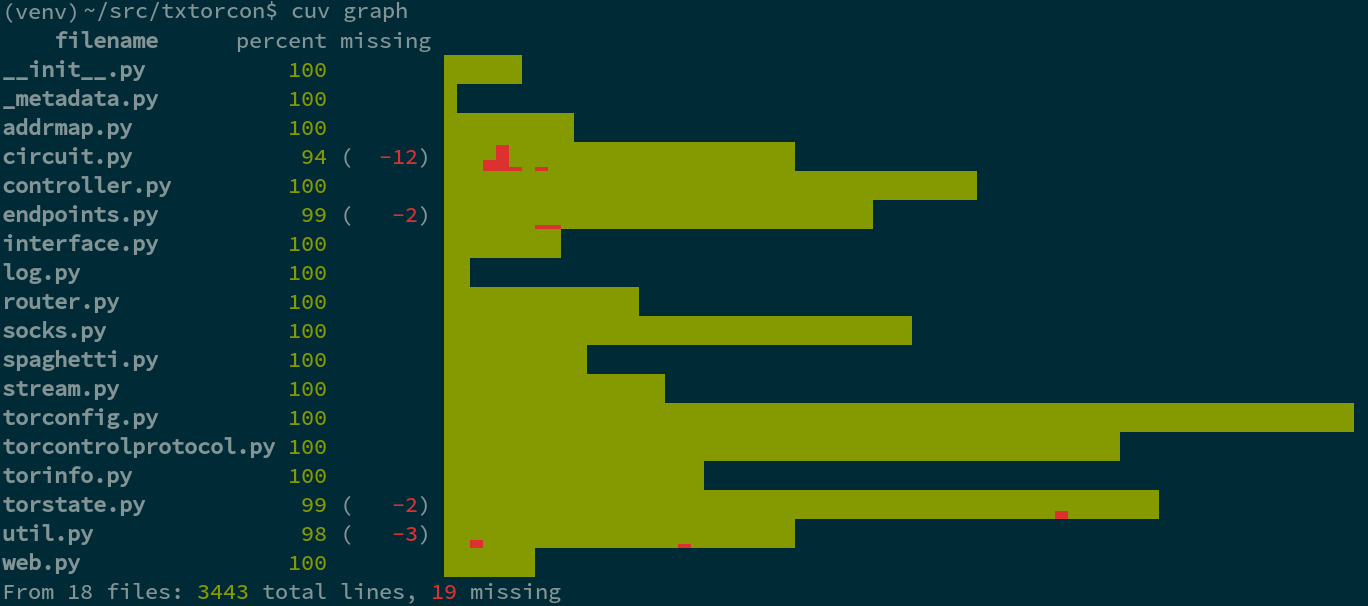 (venv)~/src/txtorcon$ cuv graph
filename percent missing
__init__.py 100
_metadata.py 100
addrmap.py 100
circuit.py 94 ( -12)
controller.py 100
endpoints.py 99 ( -2)
interface.py 100
log.py 100
router.py 100
socks.py 100
spaghetti.py 100
stream.py 100
torconfig.py 100
torcontrolprotocol.py 100
torinfo.py 100
torstate.py 99 ( -2)
util.py 98 ( -3)
web.py 100
From 18 files: 3443 total lines, 19 missing